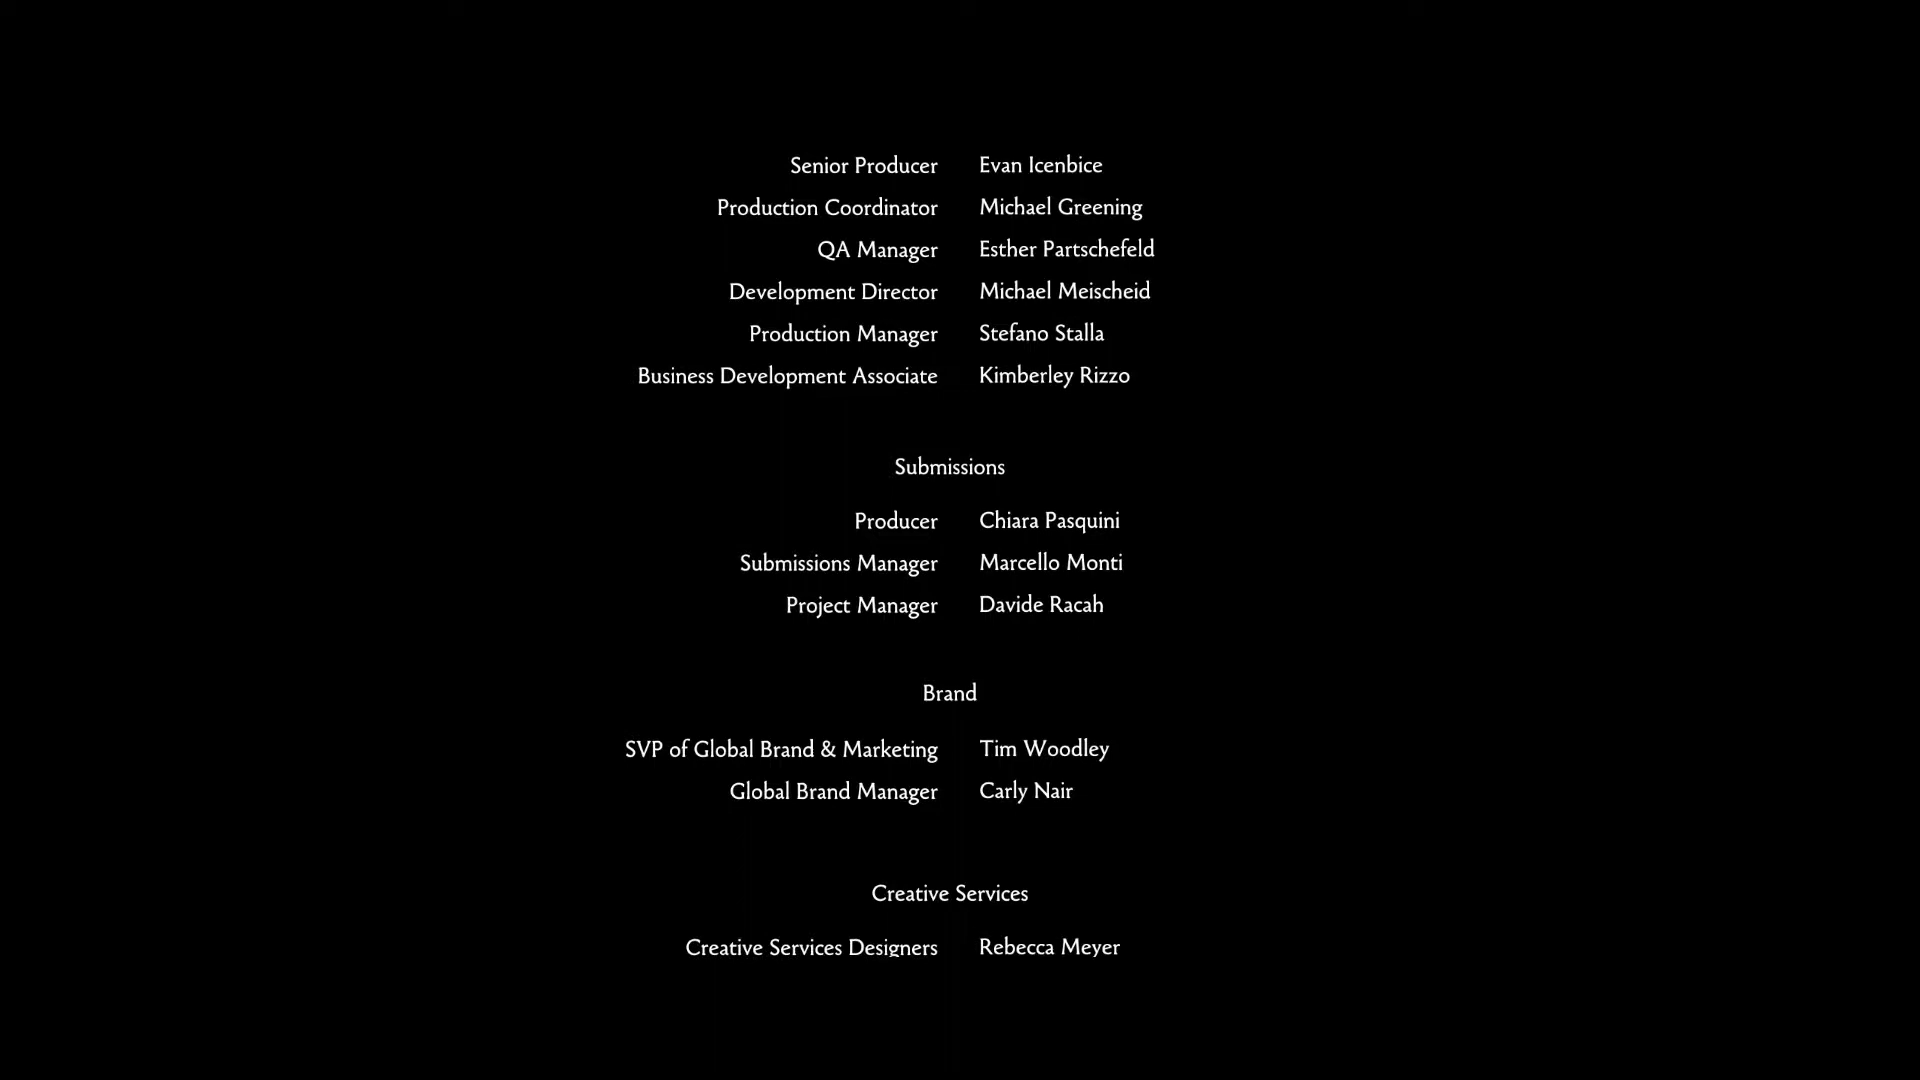 Senior Producer Evan Icenbice
Production Coordinator Michael Greening
QA Manager Esther Partschefeld
Development Director Michael Meischeid
Production Manager Stefano Stalla
Business Development Associate Kimberley Rizzo
Submissions
Producer Chiara Pasquini
Submissions Manager Marcello Monti
Project Manager Davide Racah
Brand
SVP of Global Brand & Marketing Tim Woodley
Global Brand Manager Carly Nair
Creative Services
Creative Services Designers Rebecca Meyer